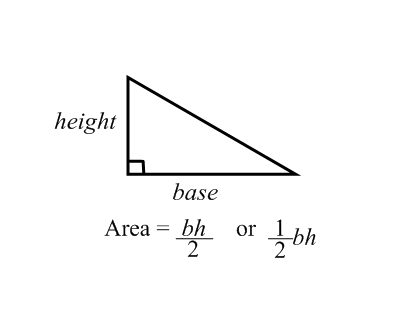 height
base
Area = bh/2 or 1/2 bh